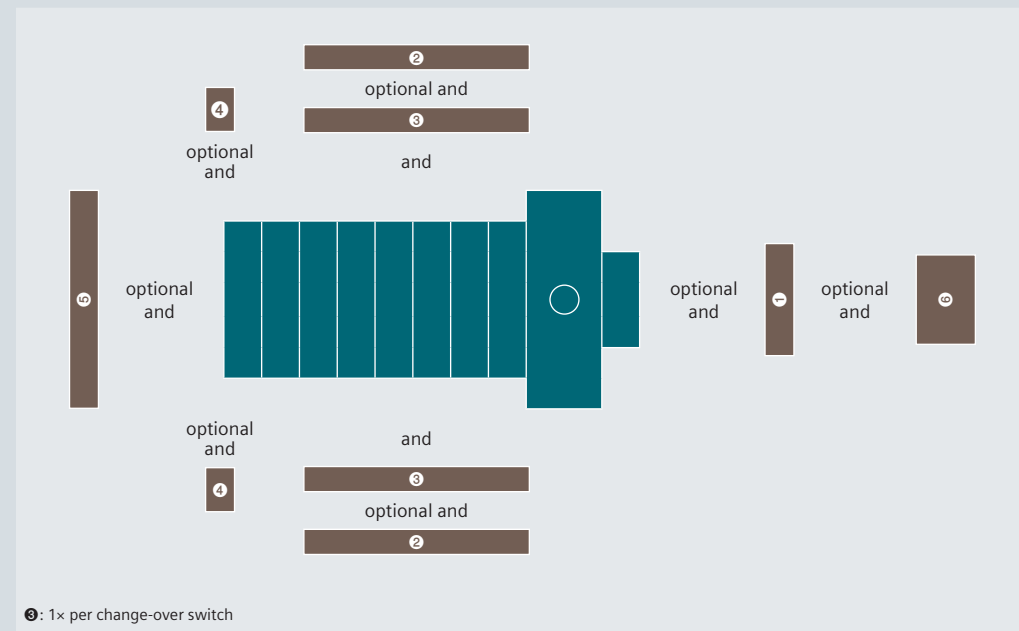 ❷
optional and
❹
❸
optional
and
and
❺
optional
and
optional
and
❶
optional
and
❻
optional
and
and
❹
❸
optional and
❷
❸: 1× per change-over switch